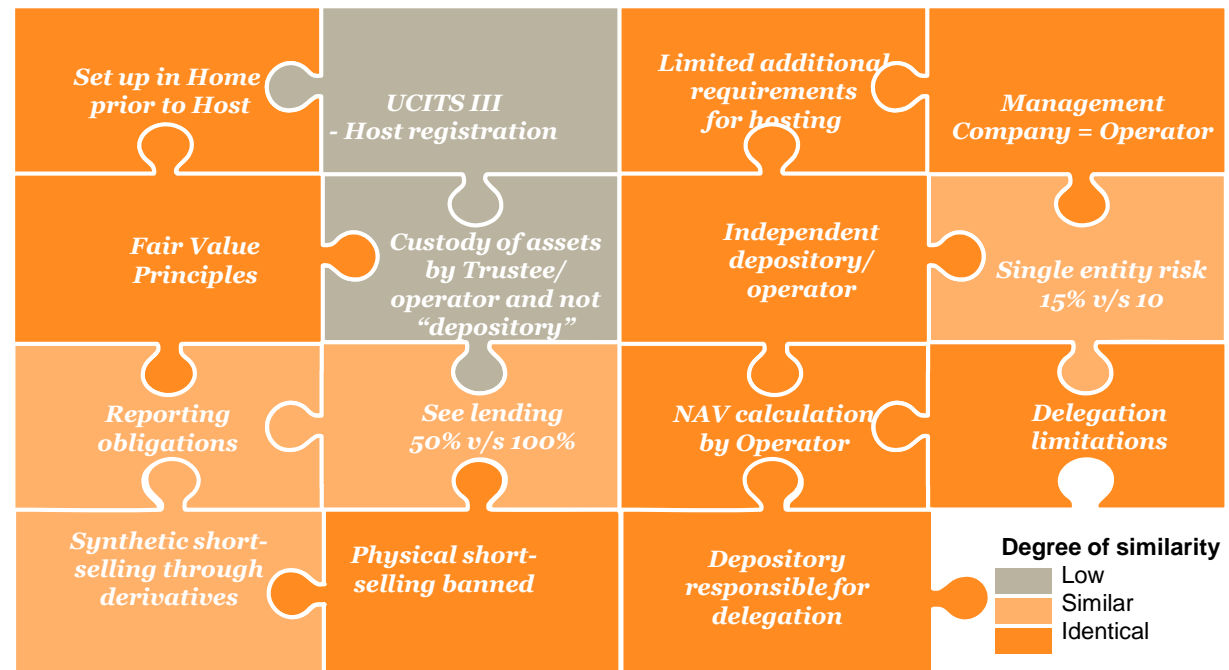 Set up in Home
prior to Host
UCITS III
- Host registration
Limited additional
requirements
for hosting
Management
Company = Operator
Fair Value
Principles
Custody of assets
by Trustee/
operator and not
“depository”
Independent
depository/
operator
Single entity risk
15% v/s 10
Reporting
obligations
See lending
50% v/s 100%
NAV calculation
by Operator
Delegation
limitations
Synthetic short-
selling through
derivatives
Physical short-
selling banned
Depository
responsible for
delegation
Degree of similarity
Low
Similar
Identical